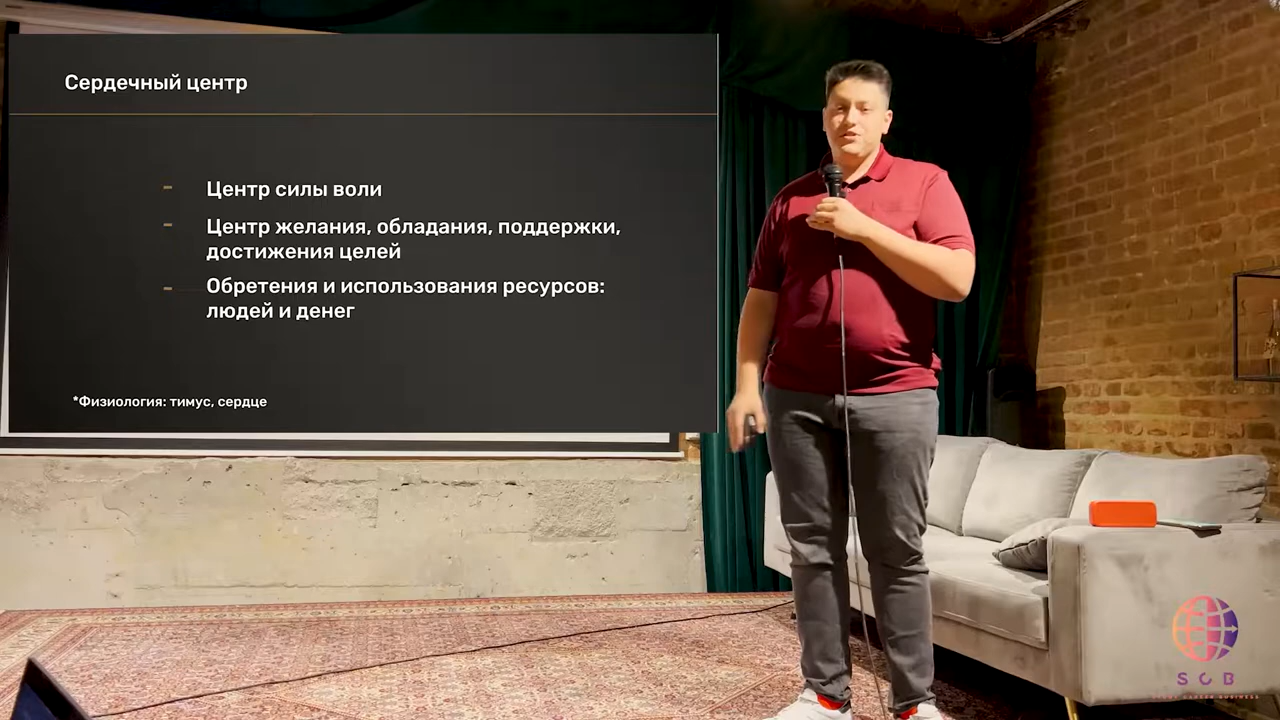 Сердечный центр
- Центр силы воли
- Центр желания, обладания, поддержки,
достижения целей
- Обретения и использования ресурсов:
людей и денег
*Физиология: тимус, сердце
SCB